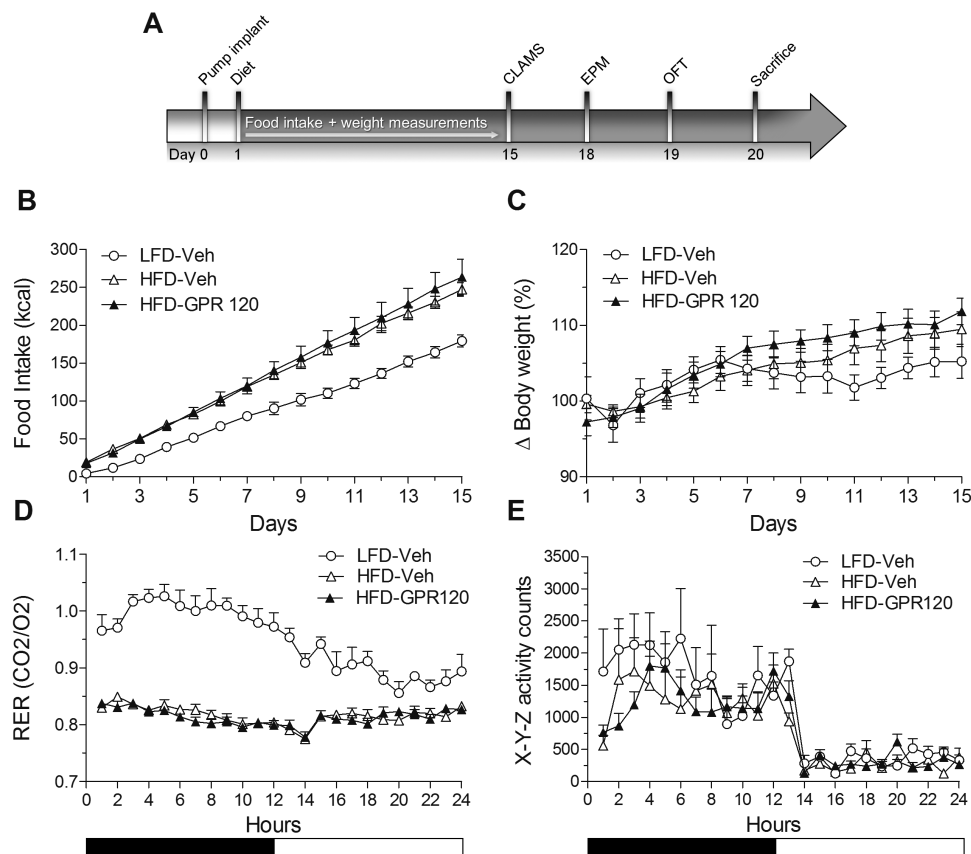 A
Pump implant
Diet
CLAMS
EPM
OFT
Sacrifice
Food intake + weight measurements
Day 0 1 15 18 19 20
B
LFD-Veh
HFD-Veh
HFD-GPR 120
Food Intake (kcal)
300
250
200
150
100
50
0
1 3 5 7 9 11 13 15
Days
C
LFD-Veh
HFD-Veh
HFD-GPR 120
Δ Body weight (%)
120
110
100
90
1 3 5 7 9 11 13 15
Days
D
LFD-Veh
HFD-Veh
HFD-GPR120
RER (CO2/O2)
1.1
1.0
0.9
0.8
0.7
0 2 4 6 8 10 12 14 16 18 20 22 24
Hours
E
LFD-Veh
HFD-Veh
HFD-GPR120
X-Y-Z activity counts
3500
3000
2500
2000
1500
1000
500
0
0 2 4 6 8 10 12 14 16 18 20 22 24
Hours